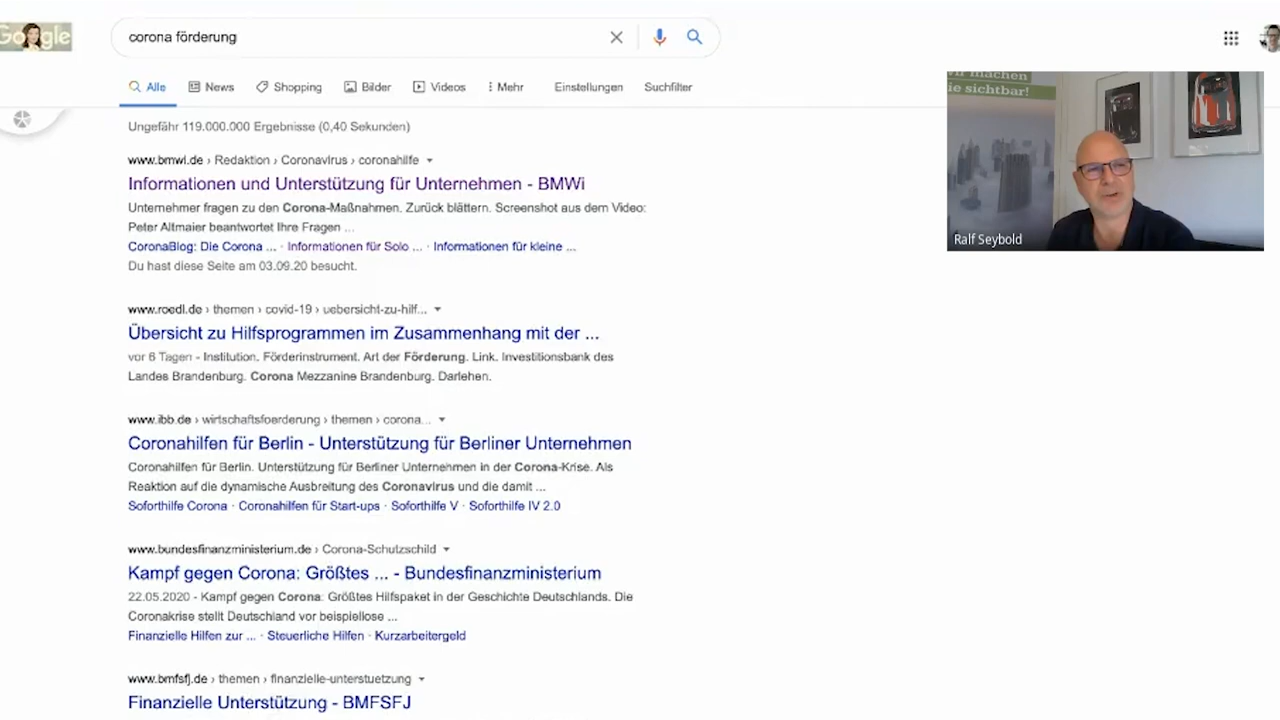 Google
corona förderung
Alle News Shopping Bilder Videos Mehr Einstellungen Suchfilter
Ungefähr 119.000.000 Ergebnisse (0,40 Sekunden)
www.bmwi.de › Redaktion › Coronavirus › coronahilfe
Informationen und Unterstützung für Unternehmen - BMWi
Unternehmer fragen zu den Corona-Maßnahmen. Zurück blättern. Screenshot aus dem Video:
Peter Altmaier beantwortet Ihre Fragen ...
CoronaBlog: Die Corona ... · Informationen für Solo ... · Informationen für kleine ...
Du hast diese Seite am 03.09.20 besucht.
www.roedl.de › themen › covid-19 › uebersicht-zu-hilf...
Übersicht zu Hilfsprogrammen im Zusammenhang mit der ...
vor 6 Tagen - Institution. Förderinstrument. Art der Förderung. Link. Investitionsbank des
Landes Brandenburg. Corona Mezzanine Brandenburg. Darlehen.
www.ibb.de › wirtschaftsfoerderung › themen › corona...
Coronahilfen für Berlin - Unterstützung für Berliner Unternehmen
Coronahilfen für Berlin. Unterstützung für Berliner Unternehmen in der Corona-Krise. Als
Reaktion auf die dynamische Ausbreitung des Coronavirus und die damit ...
Soforthilfe Corona · Coronahilfen für Start-ups · Soforthilfe V · Soforthilfe IV 2.0
www.bundesfinanzministerium.de › Corona-Schutzschild
Kampf gegen Corona: Größtes ... - Bundesfinanzministerium
22.05.2020 - Kampf gegen Corona: Größtes Hilfspaket in der Geschichte Deutschlands. Die
Coronakrise stellt Deutschland vor beispiellose ...
Finanzielle Hilfen zur ... · Steuerliche Hilfen · Kurzarbeitergeld
www.bmfsfj.de › themen › finanzielle-unterstuetzung
Finanzielle Unterstützung - BMFSFJ
wir machen
ie sichtbar!
Ralf Seybold